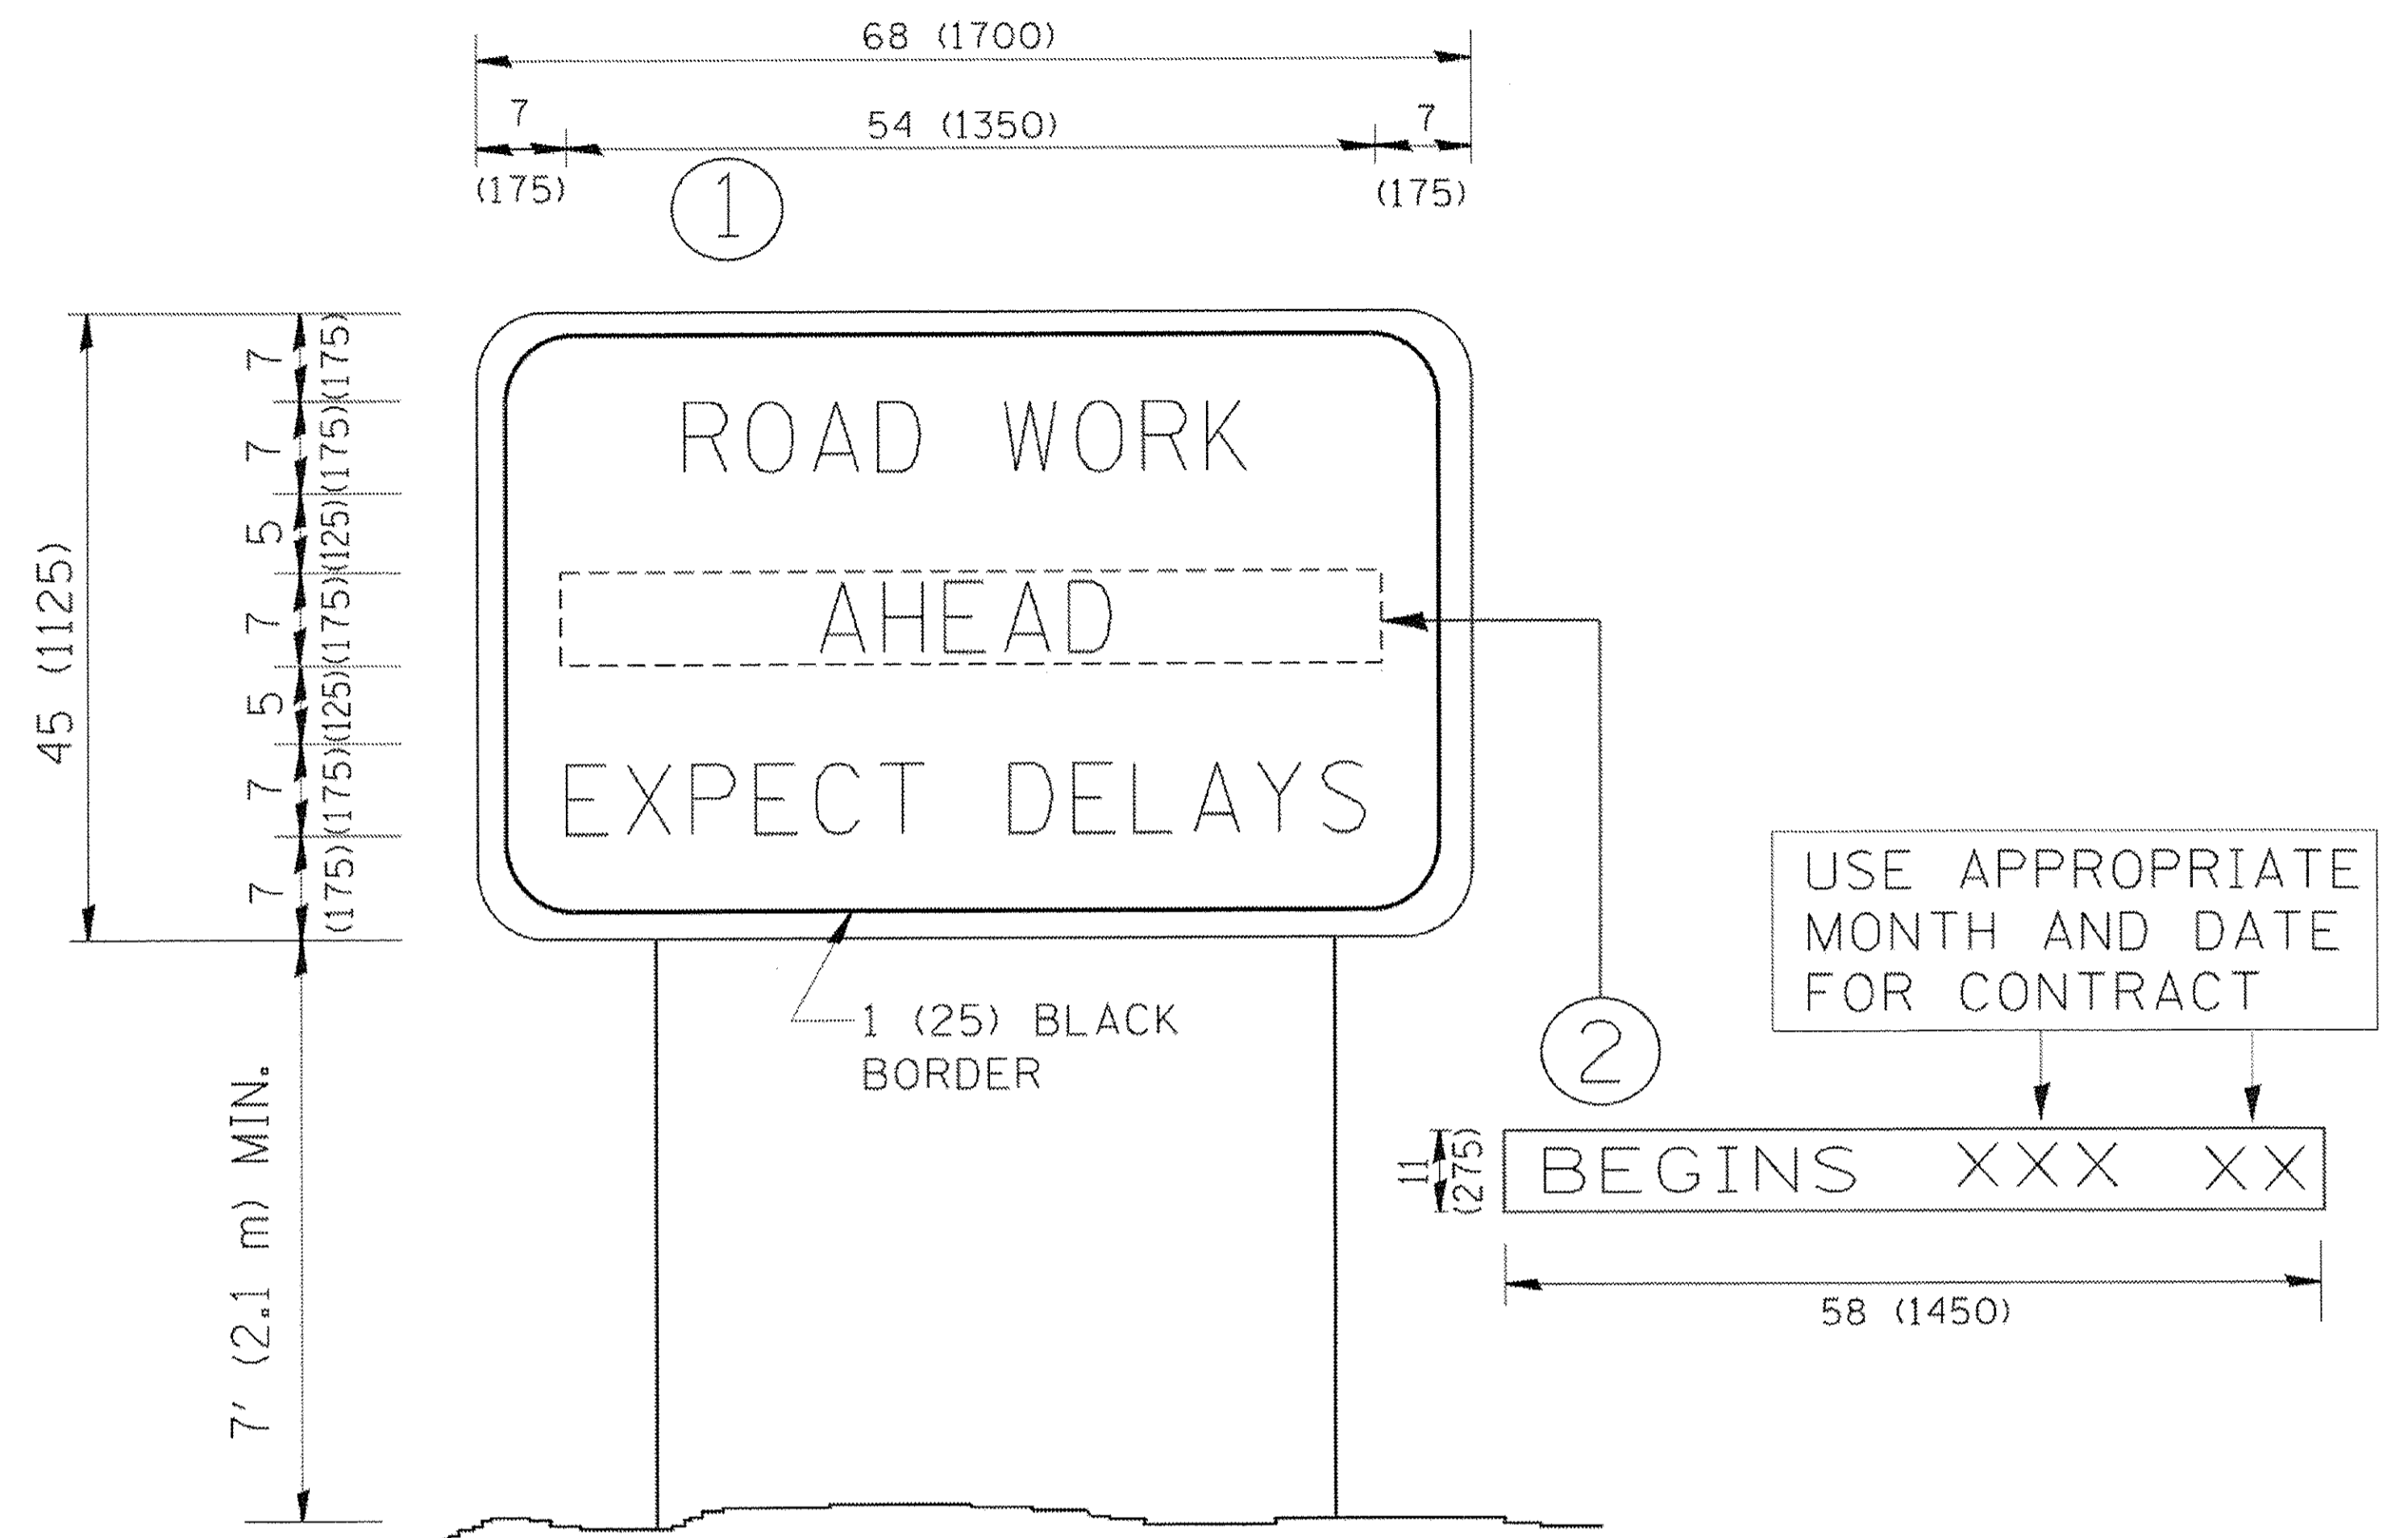 68 (1700)
7
54 (1350)
7
(175)
(175)
1
45 (1125)
7
(175)
7
(175)
5
(125)
7
(175)
5
(125)
7
(175)
7
(175)
ROAD WORK
AHEAD
EXPECT DELAYS
1 (25) BLACK
BORDER
7' (2.1 m) MIN.
USE APPROPRIATE
MONTH AND DATE
FOR CONTRACT
2
11
(275)
BEGINS XXX XX
58 (1450)